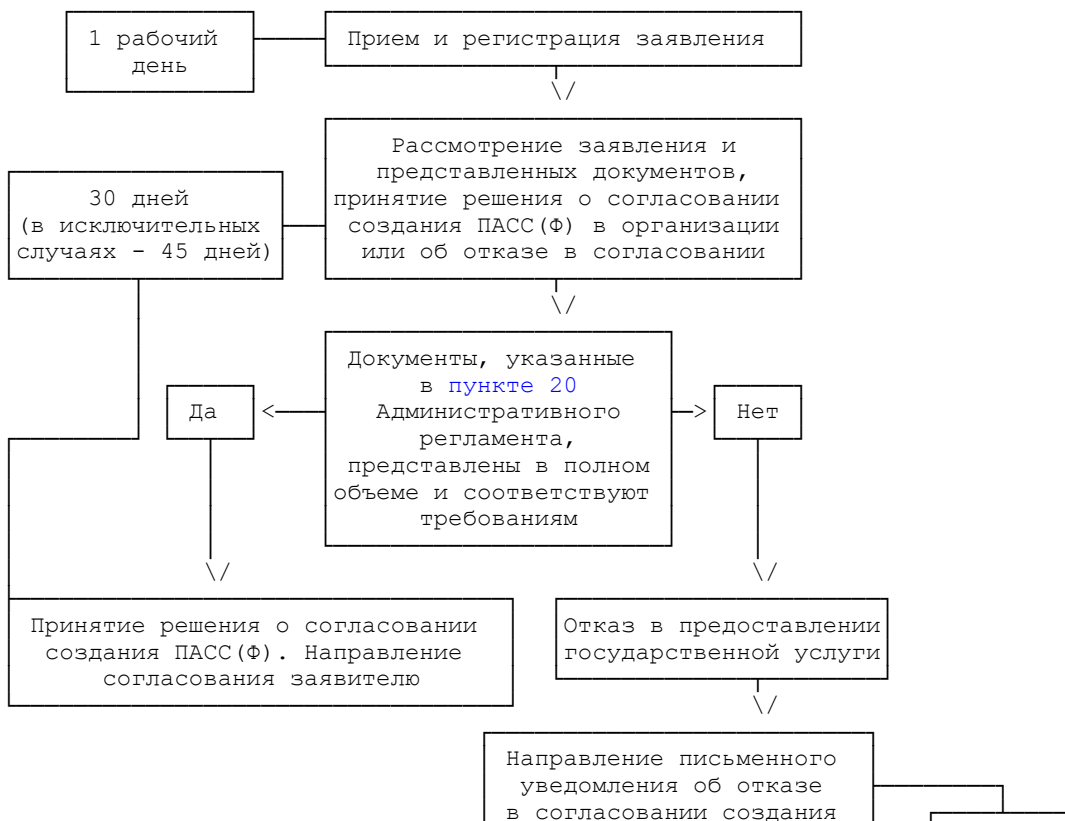 1 рабочий
день
Прием и регистрация заявления
Рассмотрение заявления и
представленных документов,
принятие решения о согласовании
создания ПАСС(Ф) в организации
или об отказе в согласовании
30 дней
(в исключительных
случаях - 45 дней)
Документы, указанные
в пункте 20
Административного
регламента,
представлены в полном
объеме и соответствуют
требованиям
Да
Нет
Принятие решения о согласовании
создания ПАСС(Ф). Направление
согласования заявителю
Отказ в предоставлении
государственной услуги
Направление письменного
уведомления об отказе
в согласовании создания